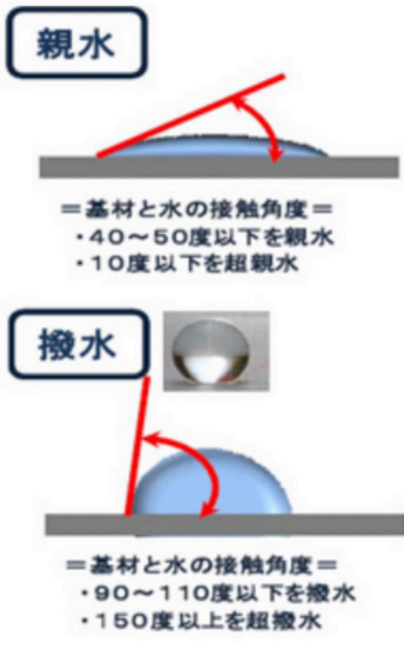 親水
＝基材と水の接触角度＝
・４０～５０度以下を親水
・１０度以下を超親水
撥水
＝基材と水の接触角度＝
・９０～１１０度以下を撥水
・１５０度以上を超撥水